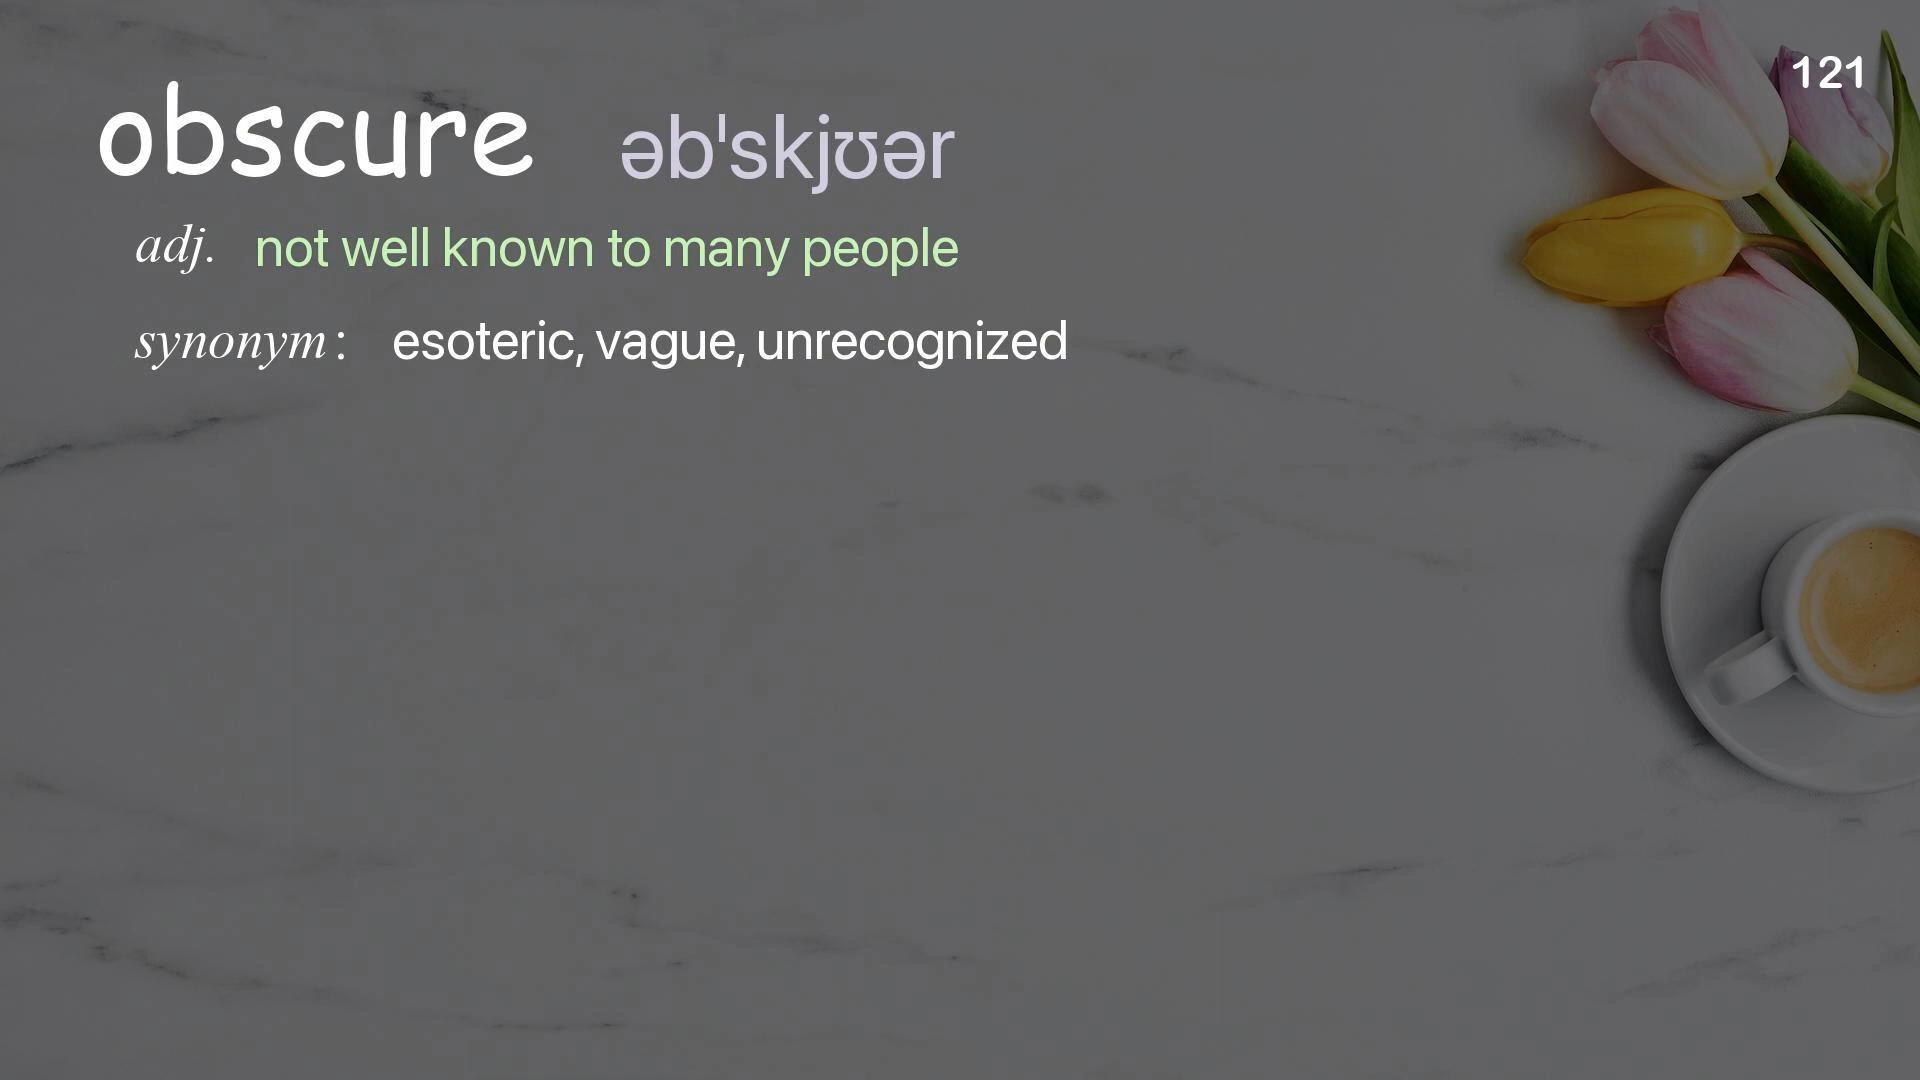 121
obscure əb'skjʊər
adj. not well known to many people
synonym: esoteric, vague, unrecognized